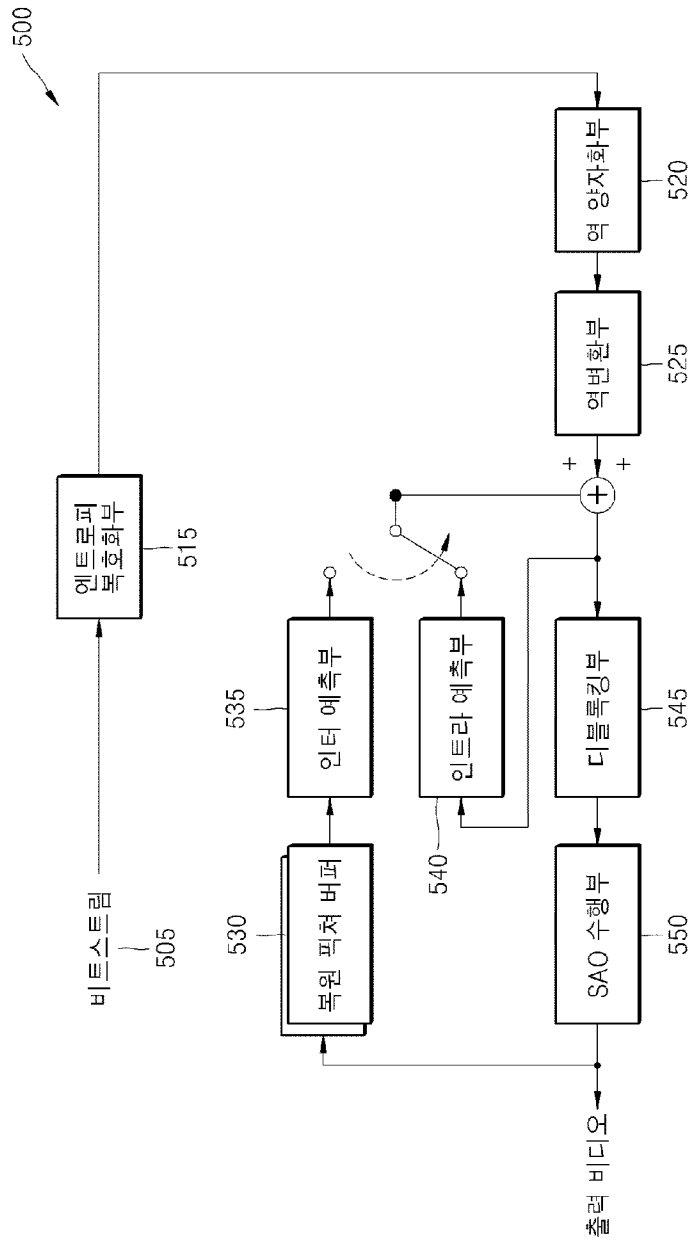 500
비트스트림
505
엔트로피
복호화부
515
복원 픽쳐 버퍼
530
인터 예측부
535
인트라 예측부
540
+
+
+
역변환부
525
역 양자화부
520
출력 비디오
SAO 수행부
550
디블록킹부
545